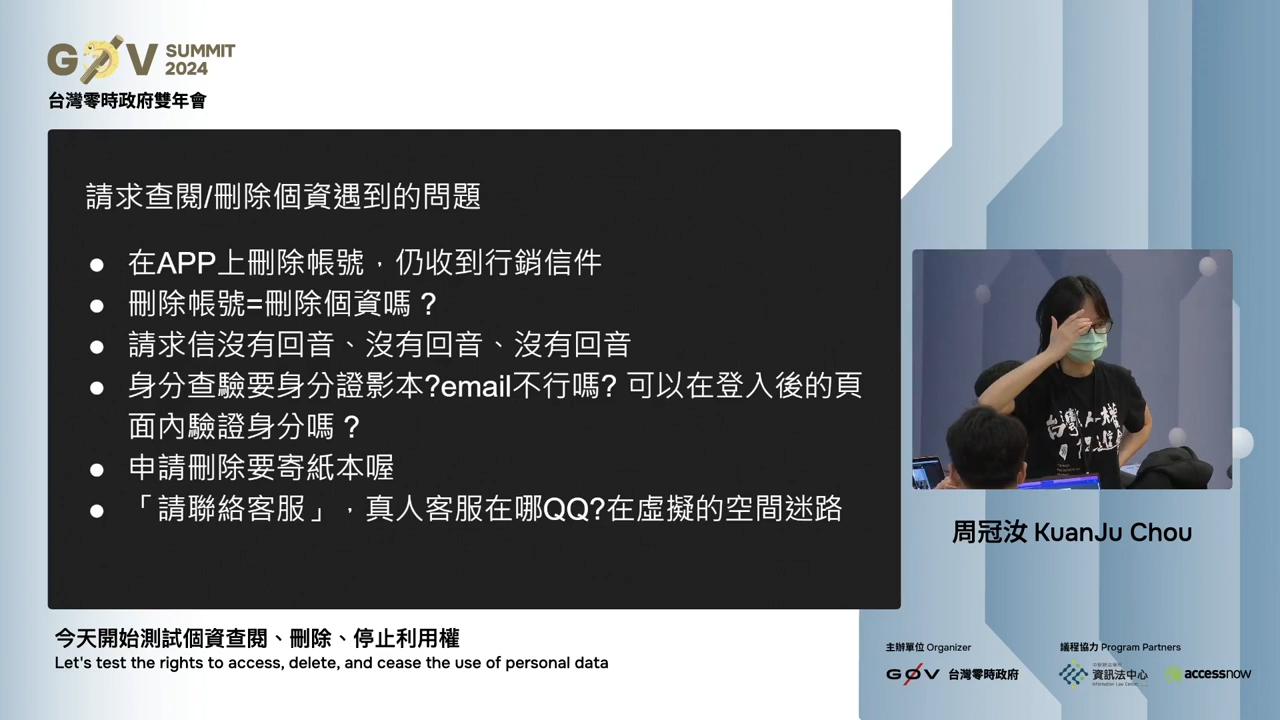 G0V SUMMIT 2024
台灣零時政府雙年會
請求查閱/刪除個資遇到的問題
● 在APP上刪除帳號，仍收到行銷信件
● 刪除帳號=刪除個資嗎？
● 請求信沒有回音、沒有回音、沒有回音
● 身分查驗要身分證影本?email不行嗎? 可以在登入後的頁
面內驗證身分嗎？
● 申請刪除要寄紙本喔
● 「請聯絡客服」，真人客服在哪QQ?在虛擬的空間迷路
台灣人權
周冠汝 KuanJu Chou
今天開始測試個資查閱、刪除、停止利用權
Let's test the rights to access, delete, and cease the use of personal data
主辦單位 Organizer
G0V 台灣零時政府
議程協力 Program Partners
資訊法中心
Information Law Center
accessnow